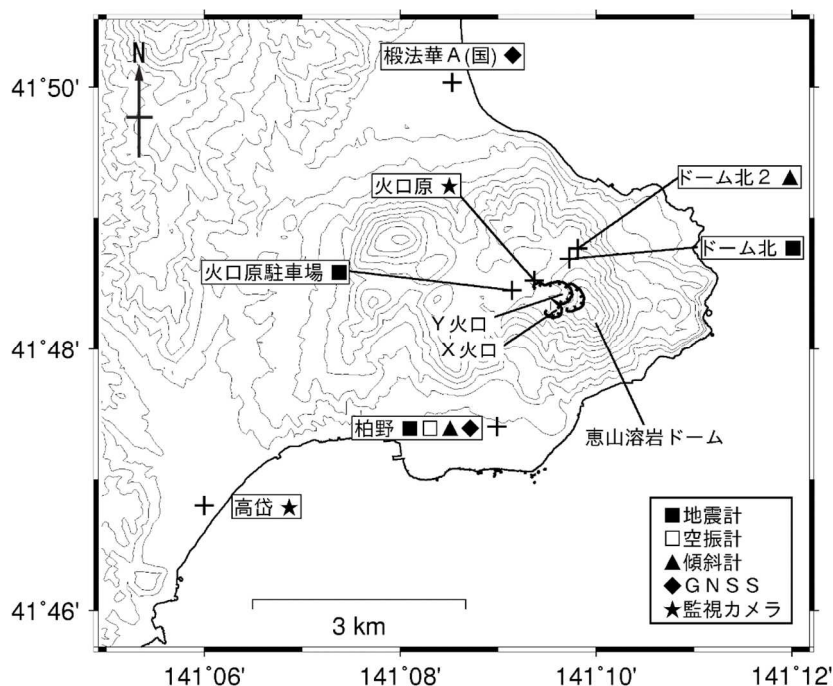 N
椴法華A(国)◆
41°50'
火口原★
ドーム北2▲
ドーム北■
火口原駐車場■
Y火口
X火口
41°48'
恵山溶岩ドーム
柏野■□▲◆
高岱★
■地震計
□空振計
▲傾斜計
◆GNSS
★監視カメラ
41°46'
3 km
141°06'
141°08'
141°10'
141°12'